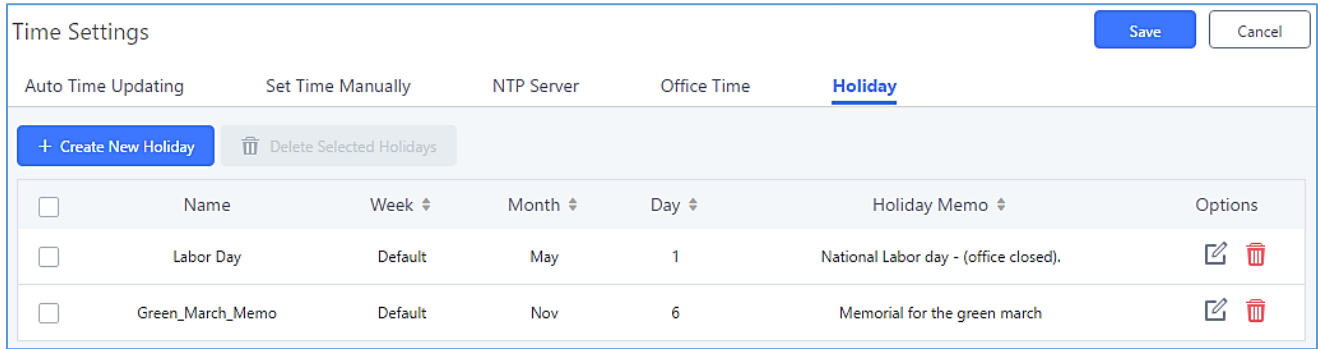 Time Settings Save Cancel
Auto Time Updating Set Time Manually NTP Server Office Time Holiday
+ Create New Holiday Delete Selected Holidays
Name Week Month Day Holiday Memo Options
Labor Day Default May 1 National Labor day - (office closed).
Green_March_Memo Default Nov 6 Memorial for the green march